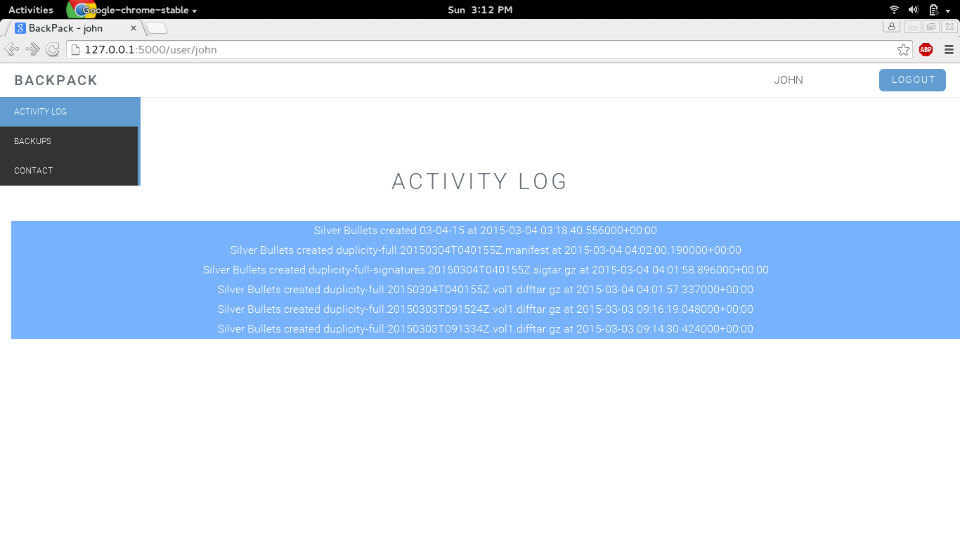 Activities Google-chrome-stable Sun 3:12 PM
BackPack - john
127.0.0.1:5000/user/john ABP
BACKPACK JOHN LOGOUT
ACTIVITY LOG
BACKUPS
CONTACT
ACTIVITY LOG
Silver Bullets created 03-04-15 at 2015-03-04 03:18:40.556000+00:00
Silver Bullets created duplicity-full.20150304T040155Z.manifest at 2015-03-04 04:02:00.190000+00:00
Silver Bullets created duplicity-full-signatures.20150304T040155Z.sigtar.gz at 2015-03-04 04:01:58.896000+00:00
Silver Bullets created duplicity-full.20150304T040155Z.vol1.difftar.gz at 2015-03-04 04:01:57.337000+00:00
Silver Bullets created duplicity-full.20150303T091524Z.vol1.difftar.gz at 2015-03-03 09:16:19.048000+00:00
Silver Bullets created duplicity-full.20150303T091334Z.vol1.difftar.gz at 2015-03-03 09:14:30.424000+00:00